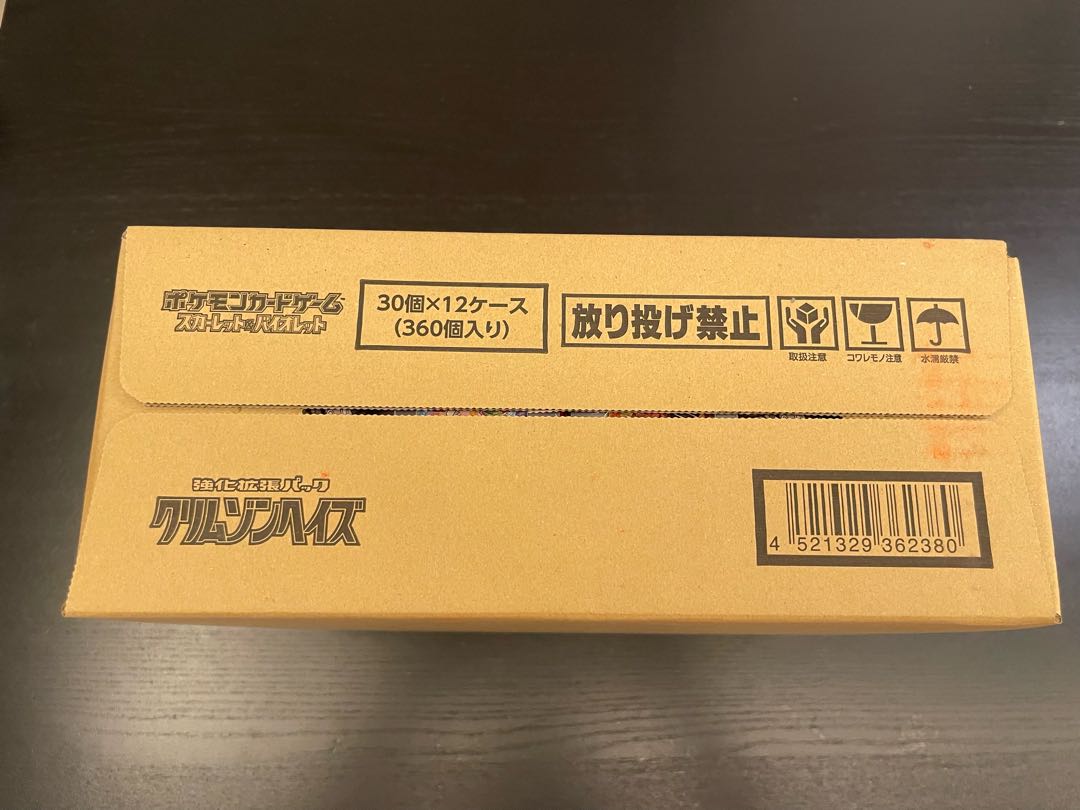 ポケモンカードゲーム
スカーレット&バイオレット
30個×12ケース
(360個入り)
放り投げ禁止
取扱注意
コワレモノ注意
水濡厳禁
強化拡張パック
クリムゾンヘイズ
4 521329 362380